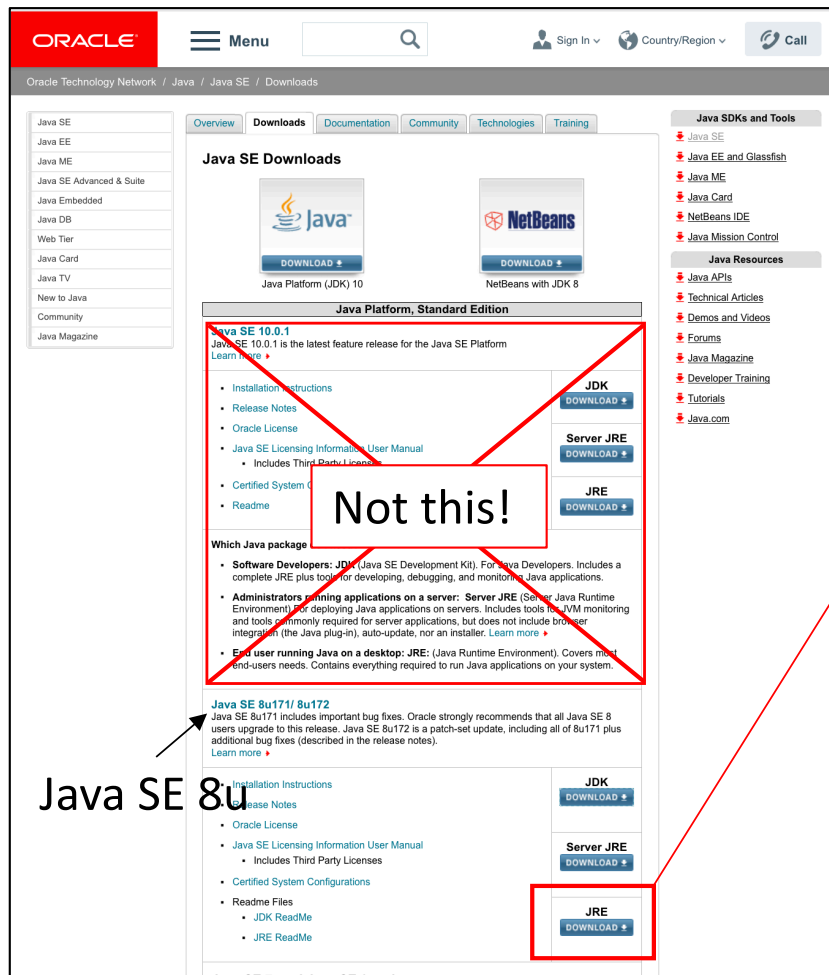 ORACLE
Menu
Sign In
Country/Region
Call
Oracle Technology Network / Java / Java SE / Downloads
Java SE
Java EE
Java ME
Java SE Advanced & Suite
Java Embedded
Java DB
Web Tier
Java Card
Java TV
New to Java
Community
Java Magazine
Overview
Downloads
Documentation
Community
Technologies
Training
Java SE Downloads
Java
DOWNLOAD
Java Platform (JDK) 10
NetBeans
DOWNLOAD
NetBeans with JDK 8
Java Platform, Standard Edition
Java SE 10.0.1
Java SE 10.0.1 is the latest feature release for the Java SE Platform
Learn more
Installation Instructions
Release Notes
Oracle License
Java SE Licensing Information User Manual
Includes Third Party Licenses
Certified System
Readme
JDK
DOWNLOAD
Server JRE
DOWNLOAD
JRE
DOWNLOAD
Not this!
Which Java package
Software Developers: JDK (Java SE Development Kit). For Java Developers. Includes a
complete JRE plus tools for developing, debugging, and monitoring Java applications.
Administrators running applications on a server: Server JRE (Server Java Runtime
Environment) For deploying Java applications on servers. Includes tools for JVM monitoring
and tools commonly required for server applications, but does not include browser
integration (the Java plug-in), auto-update, nor an installer. Learn more
End user running Java on a desktop: JRE: (Java Runtime Environment). Covers most
end-users needs. Contains everything required to run Java applications on your system.
Java SE 8u171/ 8u172
Java SE 8u171 includes important bug fixes. Oracle strongly recommends that all Java SE 8
users upgrade to this release. Java SE 8u172 is a patch-set update, including all of 8u171 plus
additional bug fixes (described in the release notes).
Learn more
Java SE 8u
Installation Instructions
Release Notes
Oracle License
Java SE Licensing Information User Manual
Includes Third Party Licenses
Certified System Configurations
Readme Files
JDK ReadMe
JRE ReadMe
JDK
DOWNLOAD
Server JRE
DOWNLOAD
JRE
DOWNLOAD
Java SDKs and Tools
Java SE
Java EE and Glassfish
Java ME
Java Card
NetBeans IDE
Java Mission Control
Java Resources
Java APIs
Technical Articles
Demos and Videos
Forums
Java Magazine
Developer Training
Tutorials
Java.com